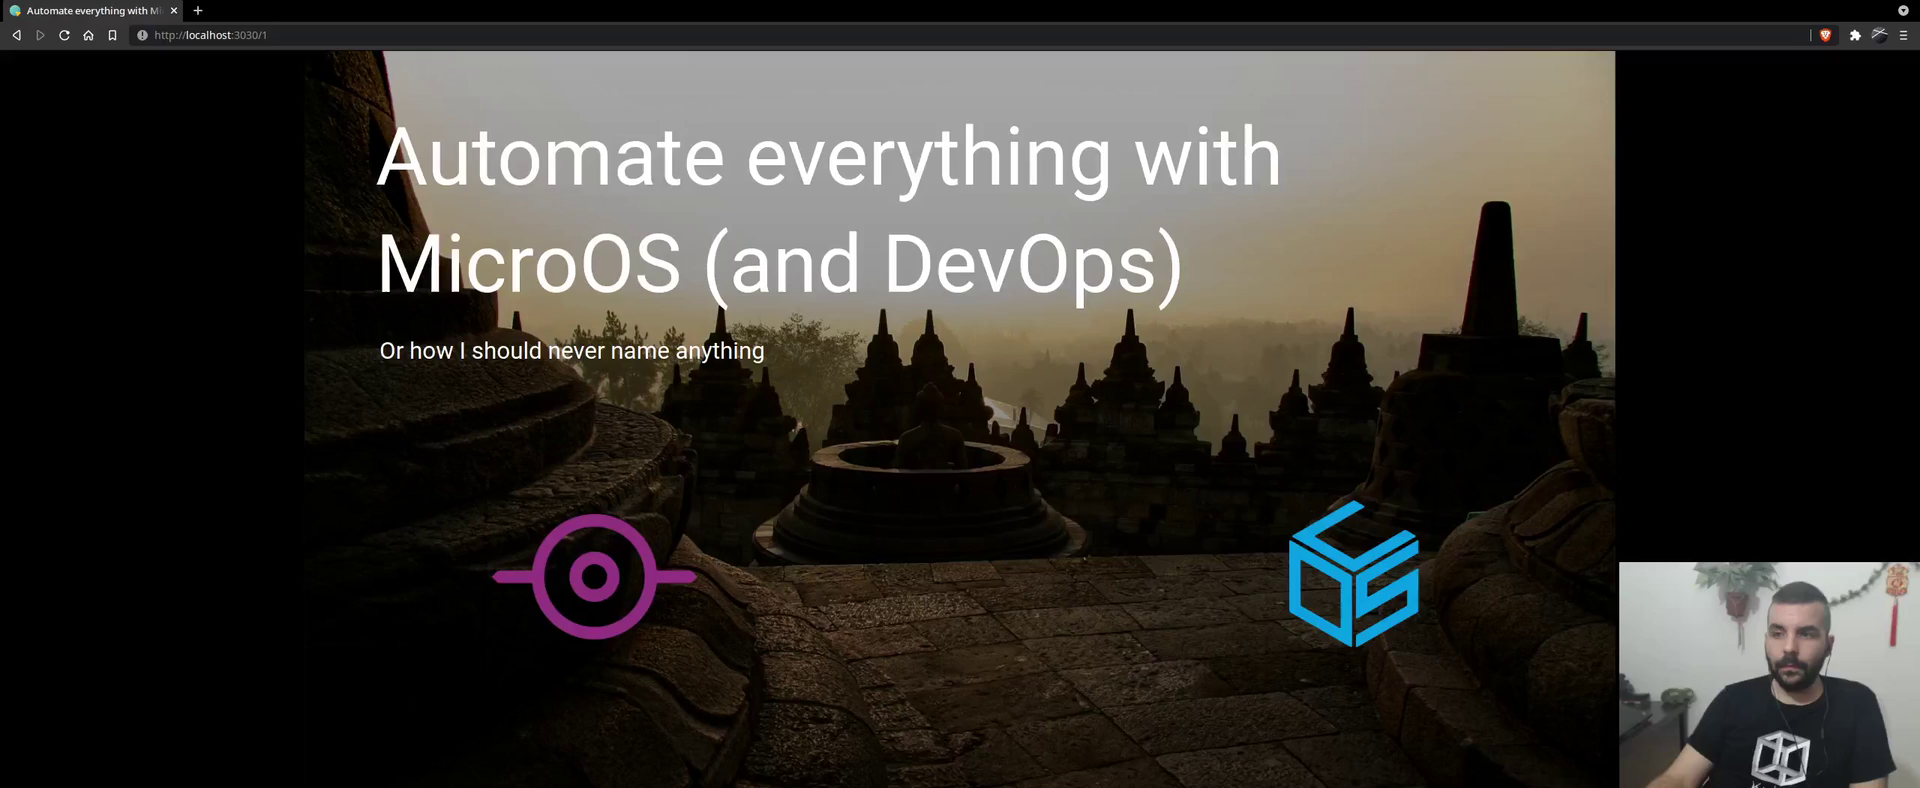 Automate everything with Mi
http://localhost:3030/1
Automate everything with
MicroOS (and DevOps)
Or how I should never name anything